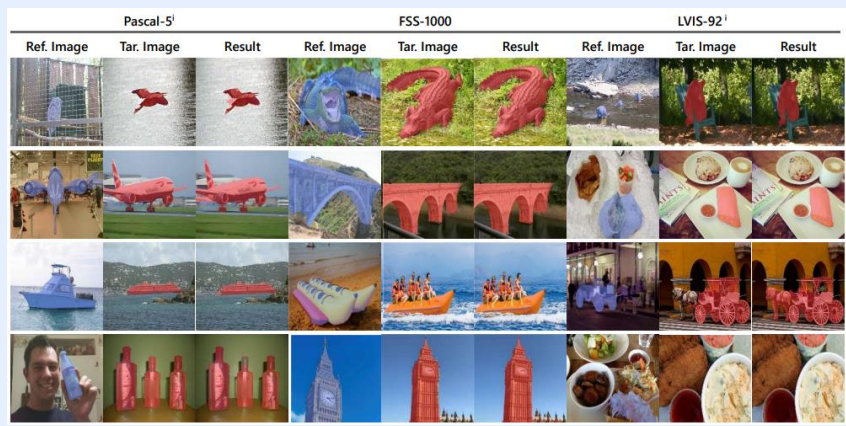 Pascal-5ⁱ FSS-1000 LVIS-92ⁱ
Ref. Image Tar. Image Result Ref. Image Tar. Image Result Ref. Image Tar. Image Result